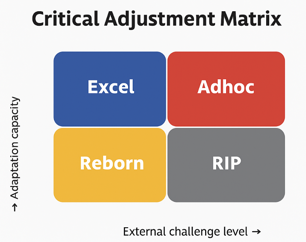 Critical Adjustment Matrix
Excel
Adhoc
→ Adaptation capacity
Reborn
RIP
External challenge level →